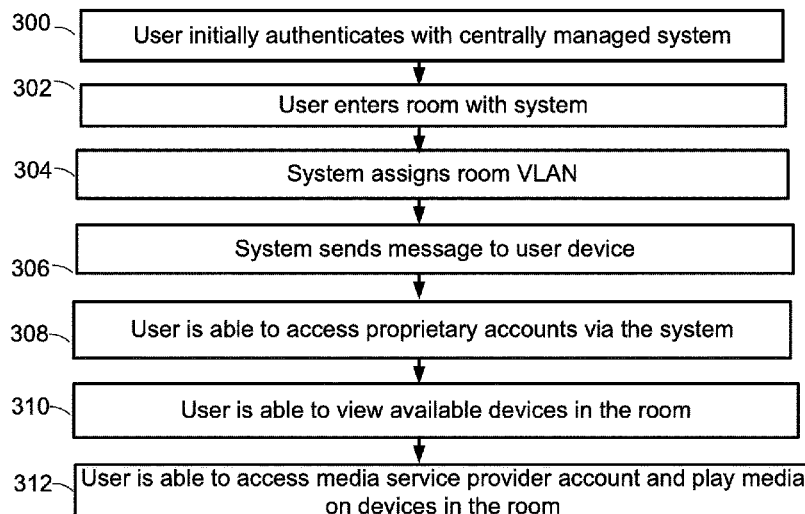 300
User initially authenticates with centrally managed system
302
User enters room with system
304
System assigns room VLAN
306
System sends message to user device
308
User is able to access proprietary accounts via the system
310
User is able to view available devices in the room
312
User is able to access media service provider account and play media
on devices in the room